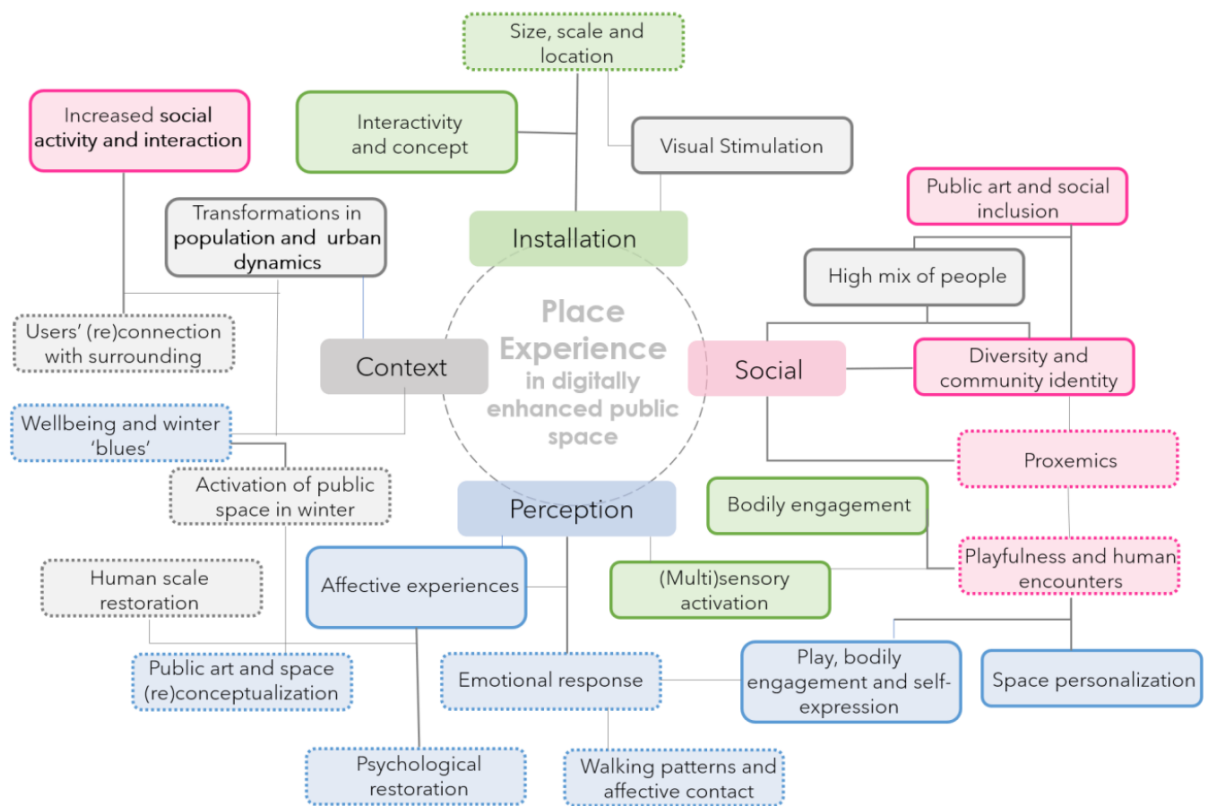 Size, scale and
location
Increased social
activity and interaction
Interactivity
and concept
Visual Stimulation
Public art and social
inclusion
Transformations in
population and urban
dynamics
Installation
High mix of people
Users’ (re)connection
with surrounding
Context
Place
Experience
in digitally
enhanced public
space
Social
Diversity and
community identity
Wellbeing and winter
‘blues’
Proxemics
Activation of public
space in winter
Perception
Bodily engagement
Human scale
restoration
Affective experiences
(Multi)sensory
activation
Playfulness and human
encounters
Public art and space
(re)conceptualization
Emotional response
Play, bodily
engagement and self-
expression
Space personalization
Psychological
restoration
Walking patterns and
affective contact